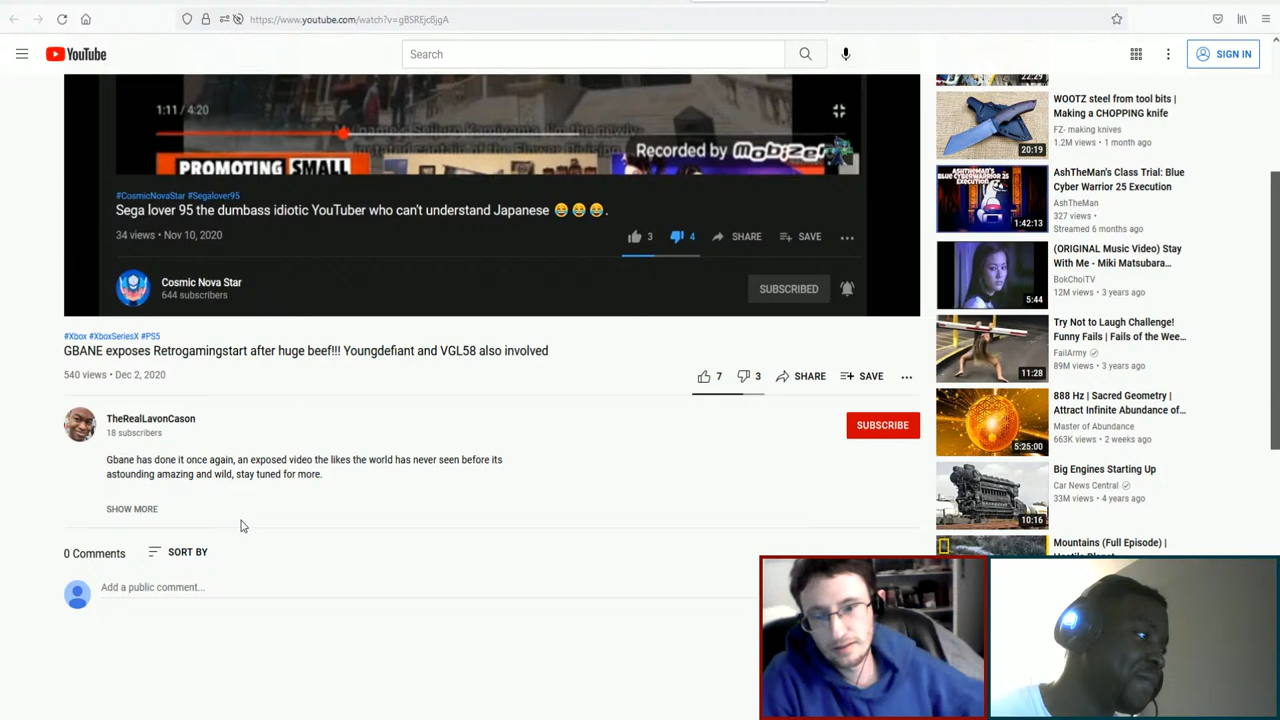 https://www.youtube.com/watch?v=gBSREjc8jgA
YouTube
Search
SIGN IN
1:11 / 4:20
Recorded by mobizen
PROMOTING SMALL
#CosmicNovaStar #Segalover95
Sega lover 95 the dumbass idiotic YouTuber who can't understand Japanese 😂 😂 😂 .
34 views • Nov 10, 2020
3
4
SHARE
SAVE
Cosmic Nova Star
644 subscribers
SUBSCRIBED
#Xbox #XboxSeriesX #PS5
GBANE exposes Retrogamingstart after huge beef!!! Youngdefiant and VGL58 also involved
540 views • Dec 2, 2020
7
3
SHARE
SAVE
TheRealLavonCason
18 subscribers
SUBSCRIBE
Gbane has done it once again, an exposed video the likes the world has never seen before its
astounding amazing and wild, stay tuned for more.
SHOW MORE
0 Comments
SORT BY
Add a public comment...
22:29
WOOTZ steel from tool bits |
Making a CHOPPING knife
FZ- making knives
1.2M views • 1 month ago
20:19
ASHTHEMAN'S CLASS TRIAL:
BLUE CYBERWARRIOR 25
EXECUTION
AshTheMan's Class Trial: Blue
Cyber Warrior 25 Execution
AshTheMan
327 views •
Streamed 6 months ago
1:42:13
(ORIGINAL Music Video) Stay
With Me - Miki Matsubara...
BokChoiTV
12M views • 3 years ago
5:44
Try Not to Laugh Challenge!
Funny Fails | Fails of the Wee...
FailArmy
89M views • 3 years ago
11:28
888 Hz | Sacred Geometry |
Attract Infinite Abundance of...
Master of Abundance
663K views • 2 weeks ago
5:25:00
Big Engines Starting Up
Car News Central
33M views • 4 years ago
10:16
Mountains (Full Episode) |